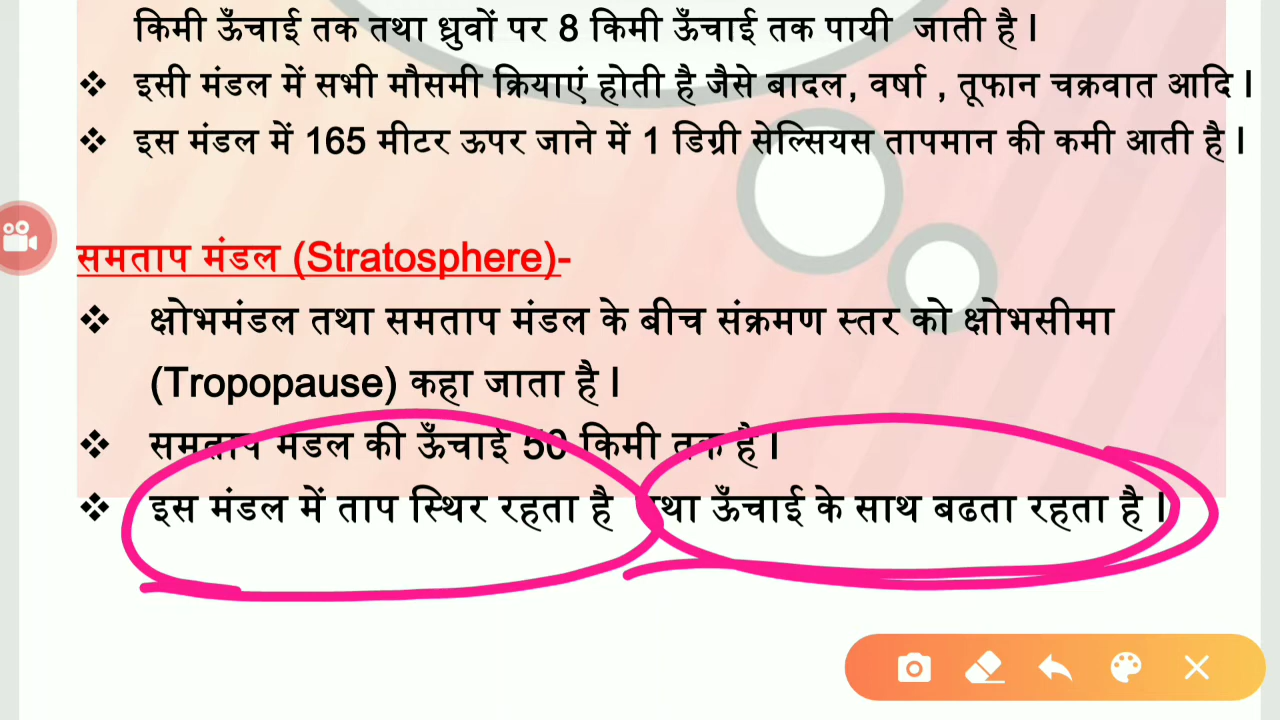 किमी ऊँचाई तक तथा ध्रुवों पर 8 किमी ऊँचाई तक पायी जाती है ।
❖ इसी मंडल में सभी मौसमी क्रियाएं होती है जैसे बादल, वर्षा , तूफान चक्रवात आदि ।
❖ इस मंडल में 165 मीटर ऊपर जाने में 1 डिग्री सेल्सियस तापमान की कमी आती है ।
समताप मंडल (Stratosphere)-
❖ क्षोभमंडल तथा समताप मंडल के बीच संक्रमण स्तर को क्षोभसीमा
(Tropopause) कहा जाता है ।
❖ समताप मंडल की ऊँचाई 50 किमी तक है ।
❖ इस मंडल में ताप स्थिर रहता है तथा ऊँचाई के साथ बढता रहता है ।